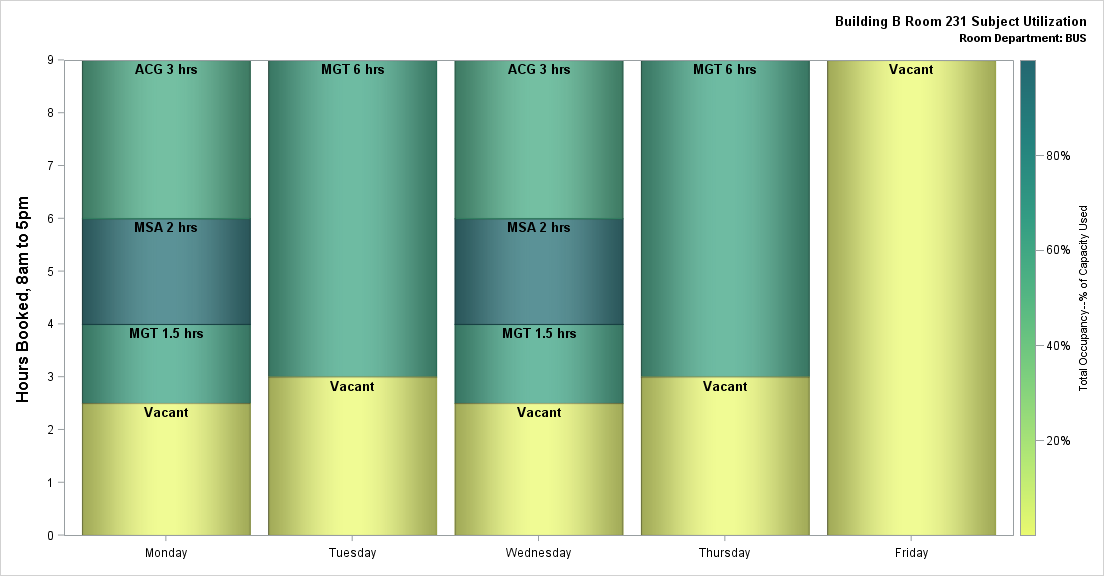 Building B Room 231 Subject Utilization
Room Department: BUS
Hours Booked, 8am to 5pm
9
8
7
6
5
4
3
2
1
0
ACG 3 hrs
MSA 2 hrs
MGT 1.5 hrs
Vacant
MGT 6 hrs
Vacant
ACG 3 hrs
MSA 2 hrs
MGT 1.5 hrs
Vacant
MGT 6 hrs
Vacant
Vacant
Monday
Tuesday
Wednesday
Thursday
Friday
80%
60%
40%
20%
Total Occupancy--% of Capacity Used